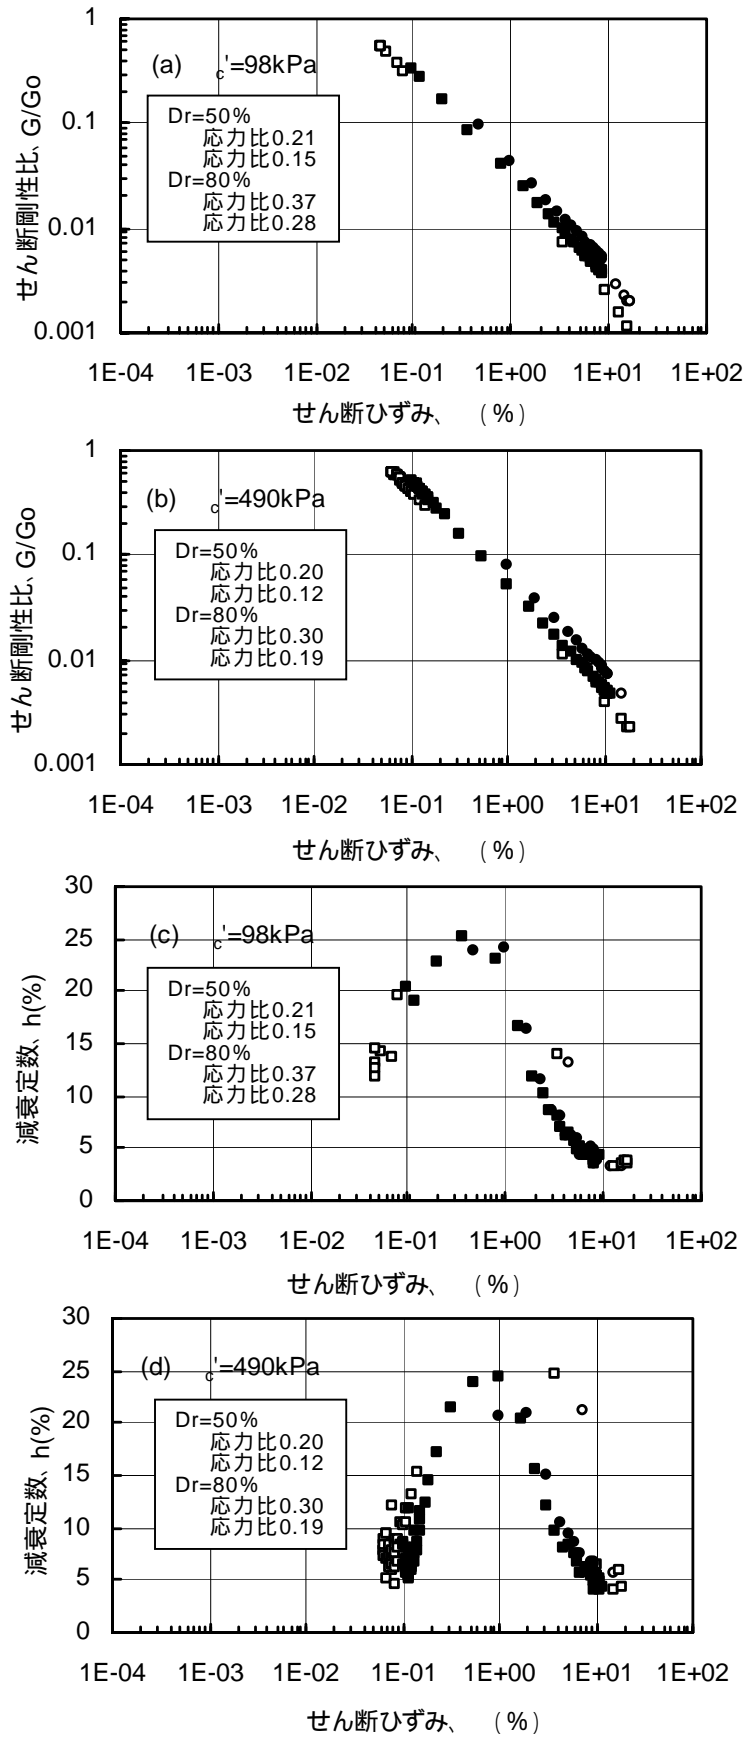 せん断剛性比、G/Go
1
0.1
0.01
0.001
(a) c'=98kPa
Dr=50%
応力比0.21
応力比0.15
Dr=80%
応力比0.37
応力比0.28
1E-04 1E-03 1E-02 1E-01 1E+00 1E+01 1E+02
せん断ひずみ、 (%)
せん断剛性比、G/Go
1
0.1
0.01
0.001
(b) c'=490kPa
Dr=50%
応力比0.20
応力比0.12
Dr=80%
応力比0.30
応力比0.19
1E-04 1E-03 1E-02 1E-01 1E+00 1E+01 1E+02
せん断ひずみ、 (%)
減衰定数、h(%)
30
25
20
15
10
5
0
(c) c'=98kPa
Dr=50%
応力比0.21
応力比0.15
Dr=80%
応力比0.37
応力比0.28
1E-04 1E-03 1E-02 1E-01 1E+00 1E+01 1E+02
せん断ひずみ、 (%)
減衰定数、h(%)
30
25
20
15
10
5
0
(d) c'=490kPa
Dr=50%
応力比0.20
応力比0.12
Dr=80%
応力比0.30
応力比0.19
1E-04 1E-03 1E-02 1E-01 1E+00 1E+01 1E+02
せん断ひずみ、 (%)